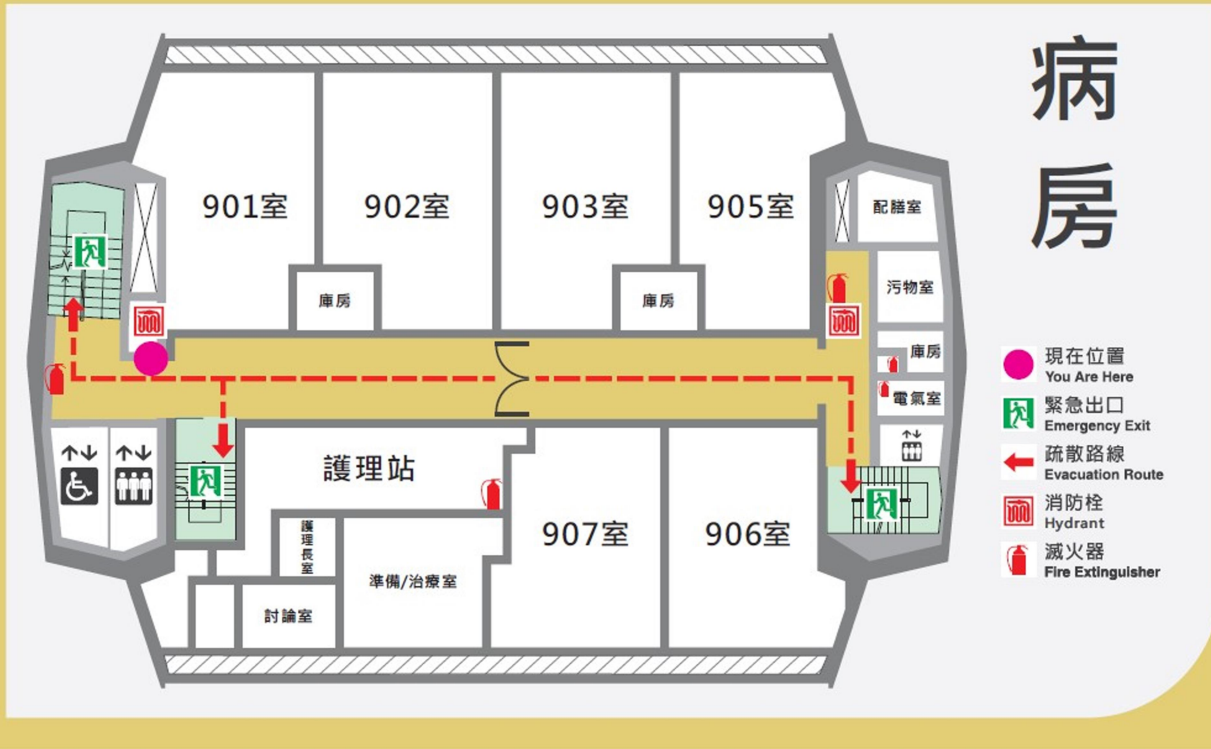 病房
901室
902室
903室
905室
配膳室
庫房
庫房
污物室
庫房
電氣室
護理站
907室
906室
護理長室
準備/治療室
討論室
現在位置
You Are Here
緊急出口
Emergency Exit
疏散路線
Evacuation Route
消防栓
Hydrant
滅火器
Fire Extinguisher